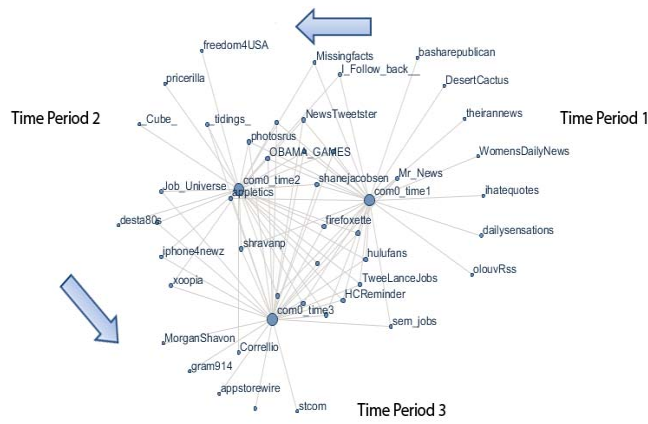 freedom4USA
Missingfacts
basharepublican
I_Follow_back__
pricerilla
DesertCactus
Time Period 2
_Cube_
_tidings_
NewsTweetster
theirannews
Time Period 1
photosrus
OBAMA_GAMES
WomensDailyNews
Job_Universe
com0_time2
shanejacobsen
Mr_News
appletics
com0_time1
ihatequotes
desta80s
firefoxette
dailysensations
iphone4newz
shravanp
hulufans
olouvRss
xoopia
TweeLanceJobs
HCReminder
com0_time3
sem_jobs
MorganShavon
Correllio
gram914
appstorewire
stcom
Time Period 3